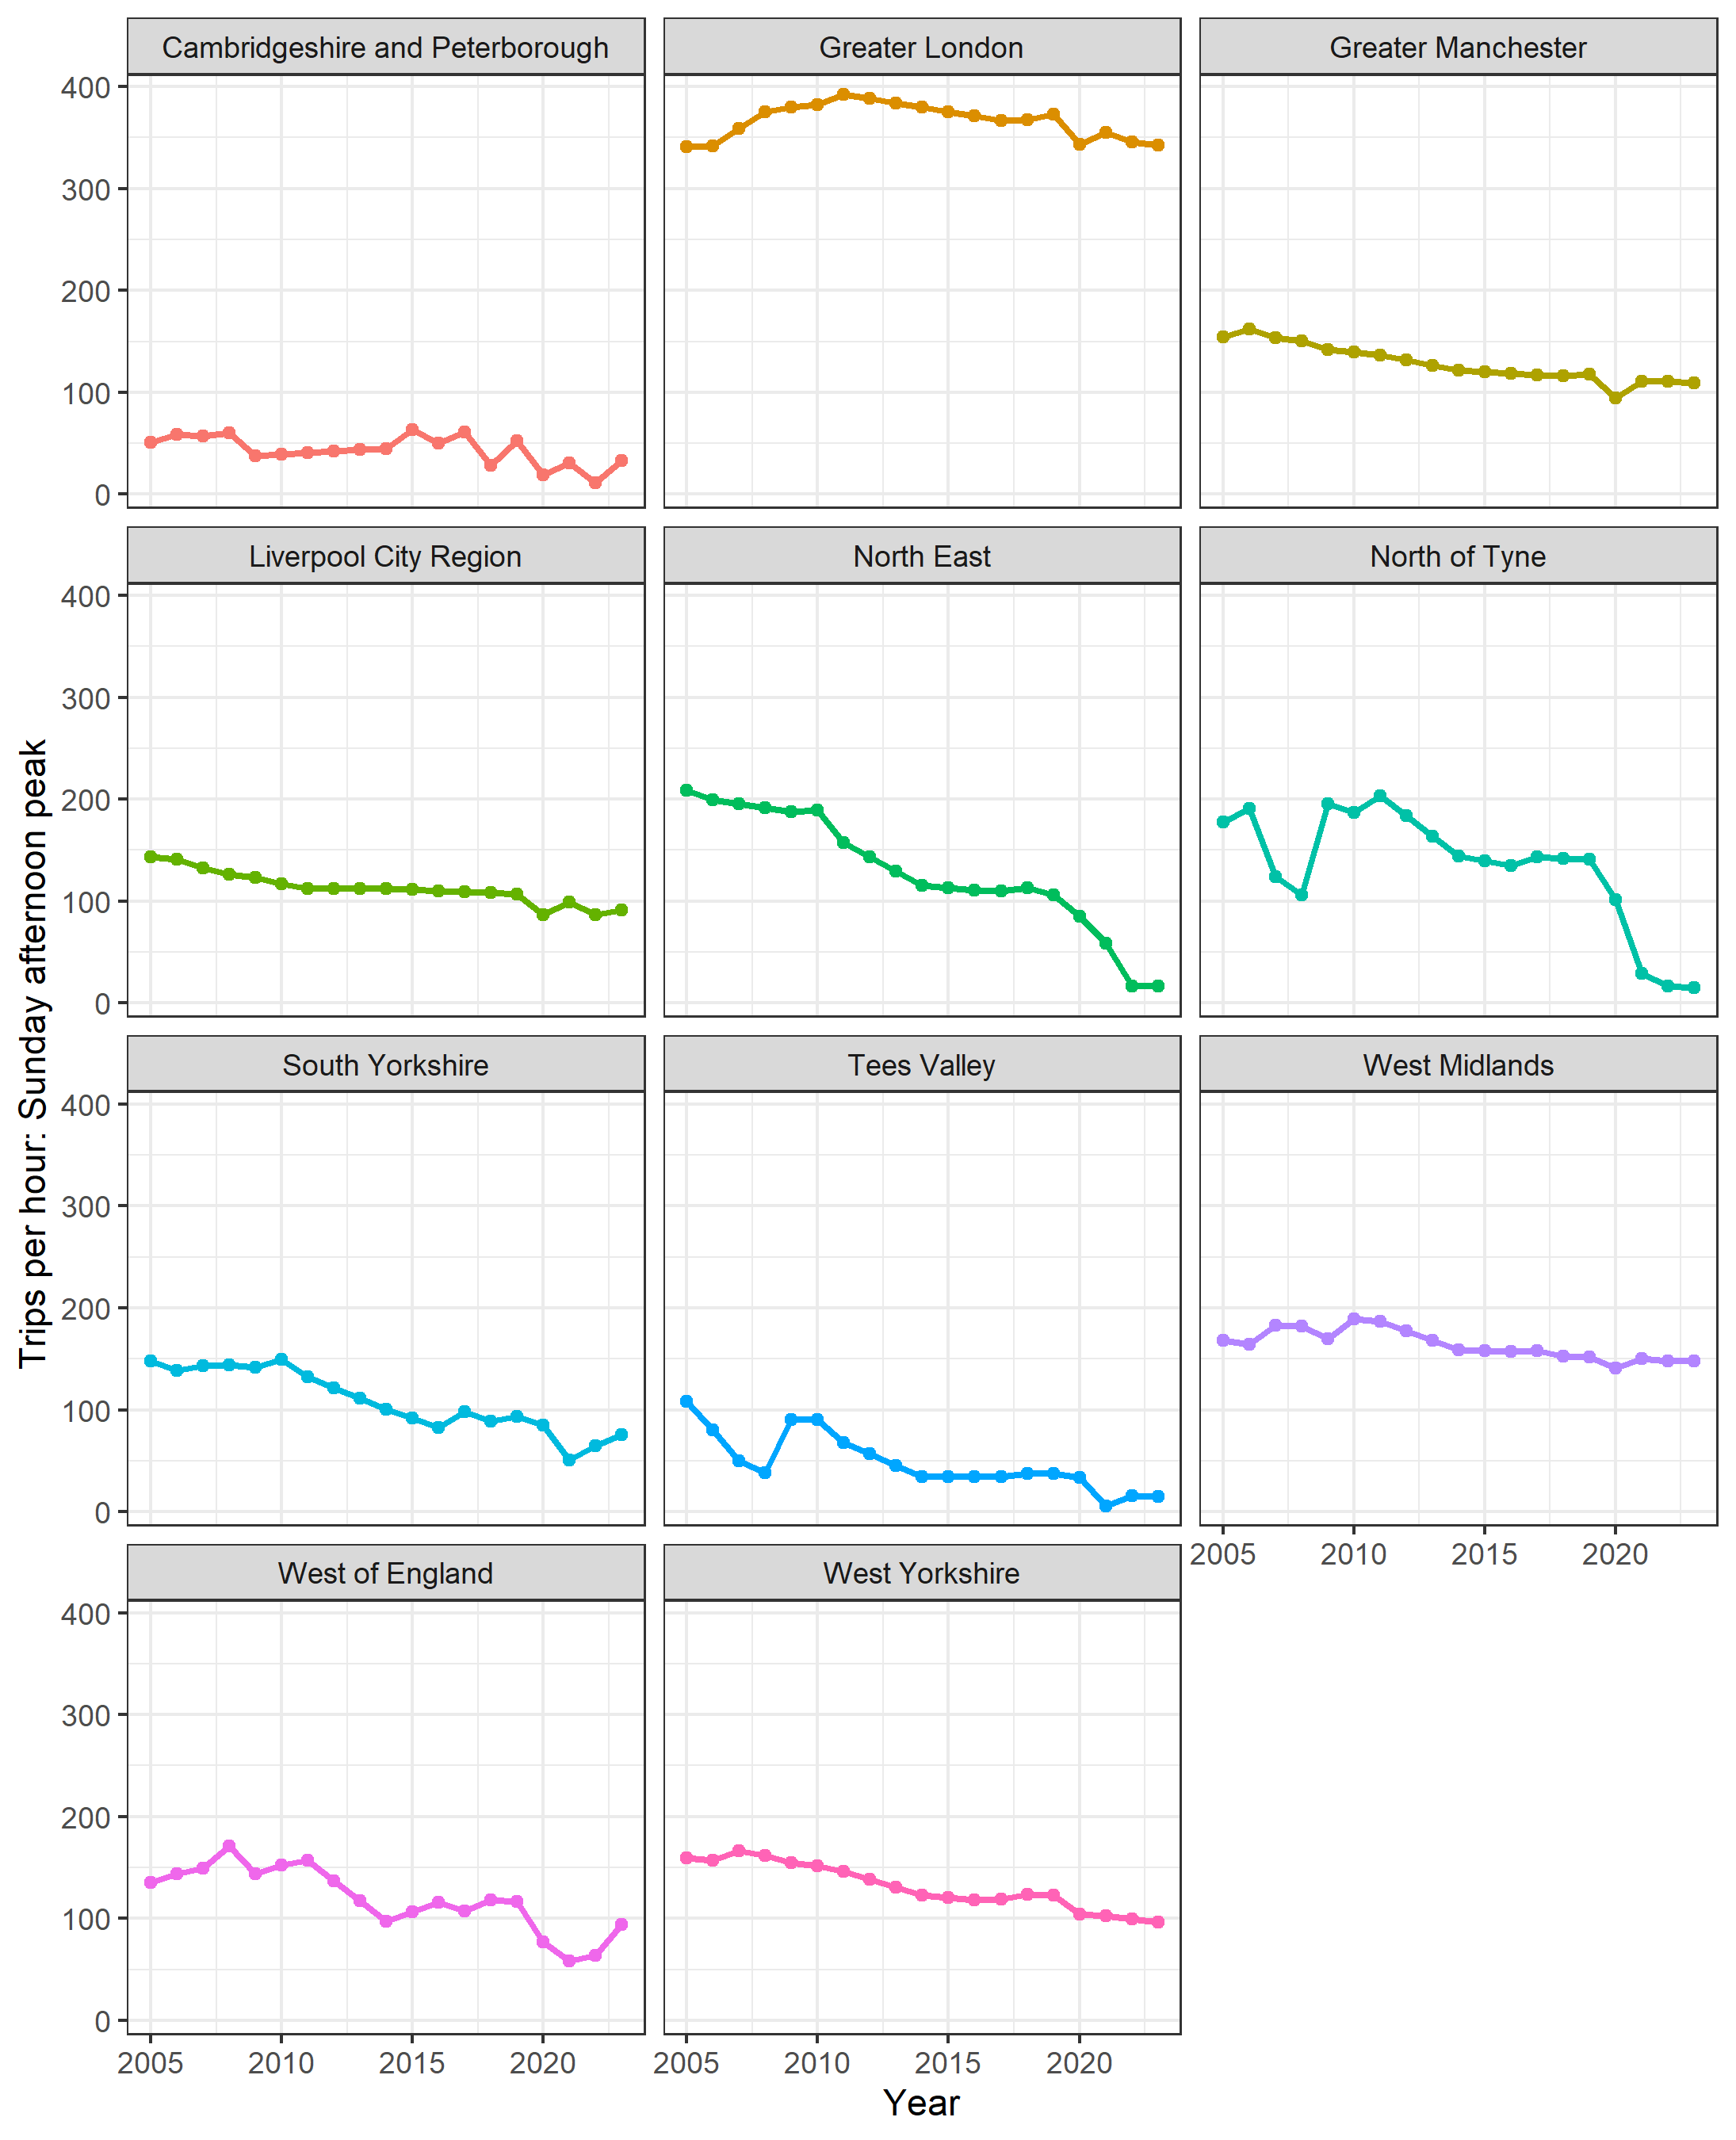 Cambridgeshire and Peterborough
Greater London
Greater Manchester
400
300
200
100
0
Liverpool City Region
North East
North of Tyne
400
300
200
100
0
South Yorkshire
Tees Valley
West Midlands
400
300
200
100
0
2005 2010 2015 2020
West of England
West Yorkshire
400
300
200
100
0
2005 2010 2015 2020
2005 2010 2015 2020
Year
Trips per hour: Sunday afternoon peak